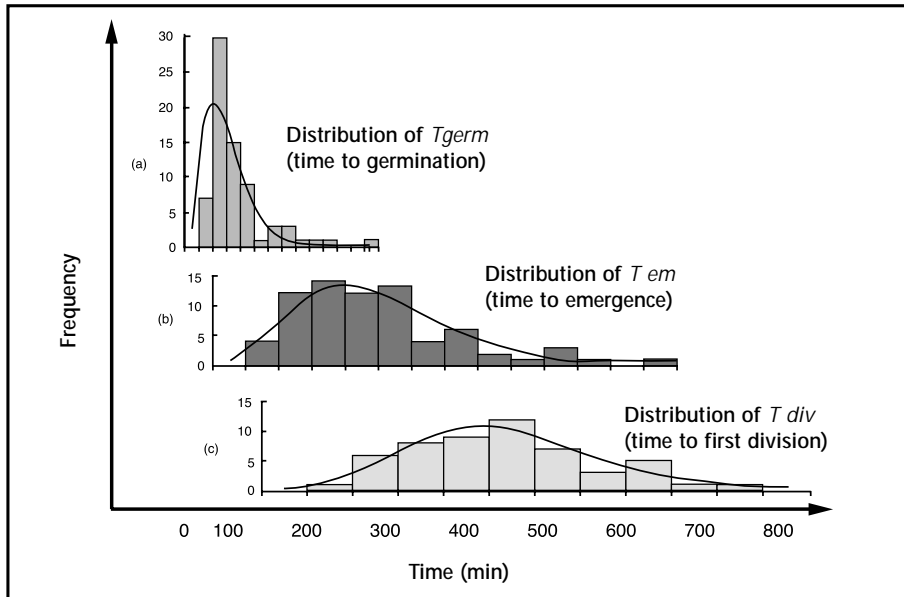 30
25
20
15
10
5
0
(a)
Distribution of Tgerm
(time to germination)
Frequency
15
10
5
0
(b)
Distribution of T em
(time to emergence)
15
10
5
0
(c)
Distribution of T div
(time to first division)
0 100 200 300 400 500 600 700 800
Time (min)